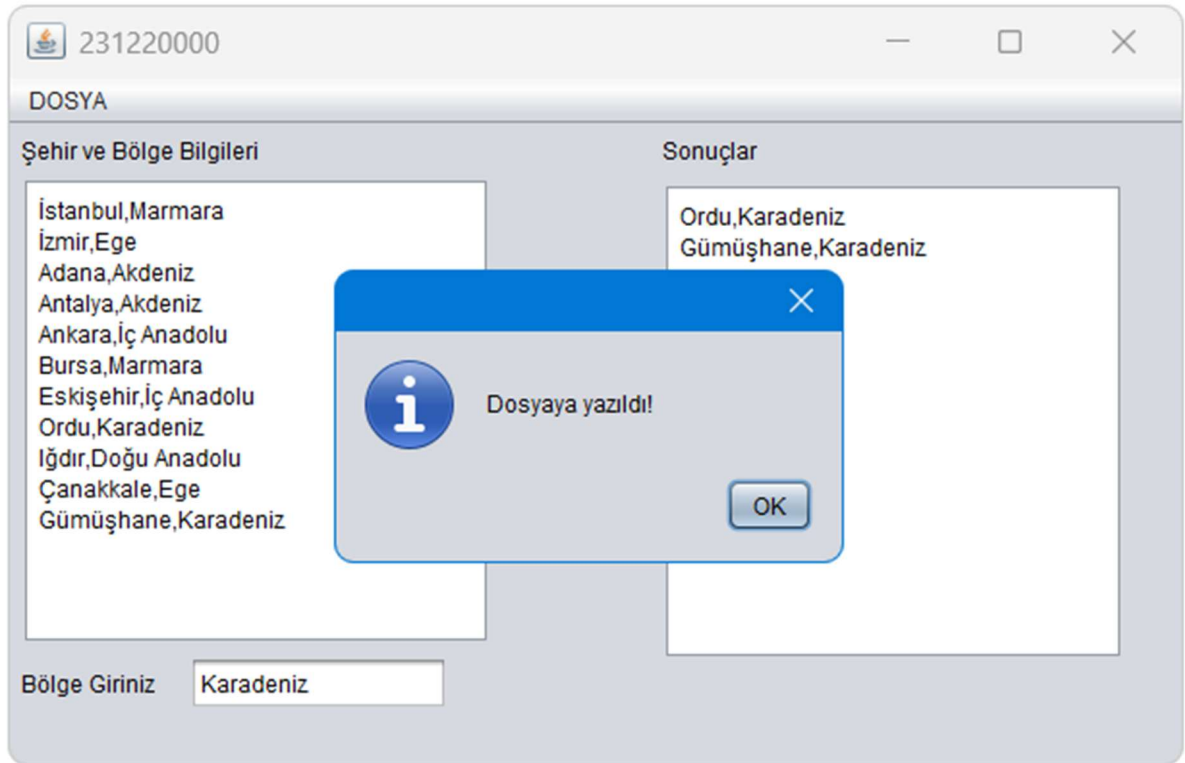 231220000
DOSYA
Şehir ve Bölge Bilgileri
İstanbul,Marmara
İzmir,Ege
Adana,Akdeniz
Antalya,Akdeniz
Ankara,İç Anadolu
Bursa,Marmara
Eskişehir,İç Anadolu
Ordu,Karadeniz
Iğdır,Doğu Anadolu
Çanakkale,Ege
Gümüşhane,Karadeniz
Bölge Giriniz
Karadeniz
Sonuçlar
Ordu,Karadeniz
Gümüşhane,Karadeniz
Dosyaya yazıldı!
OK